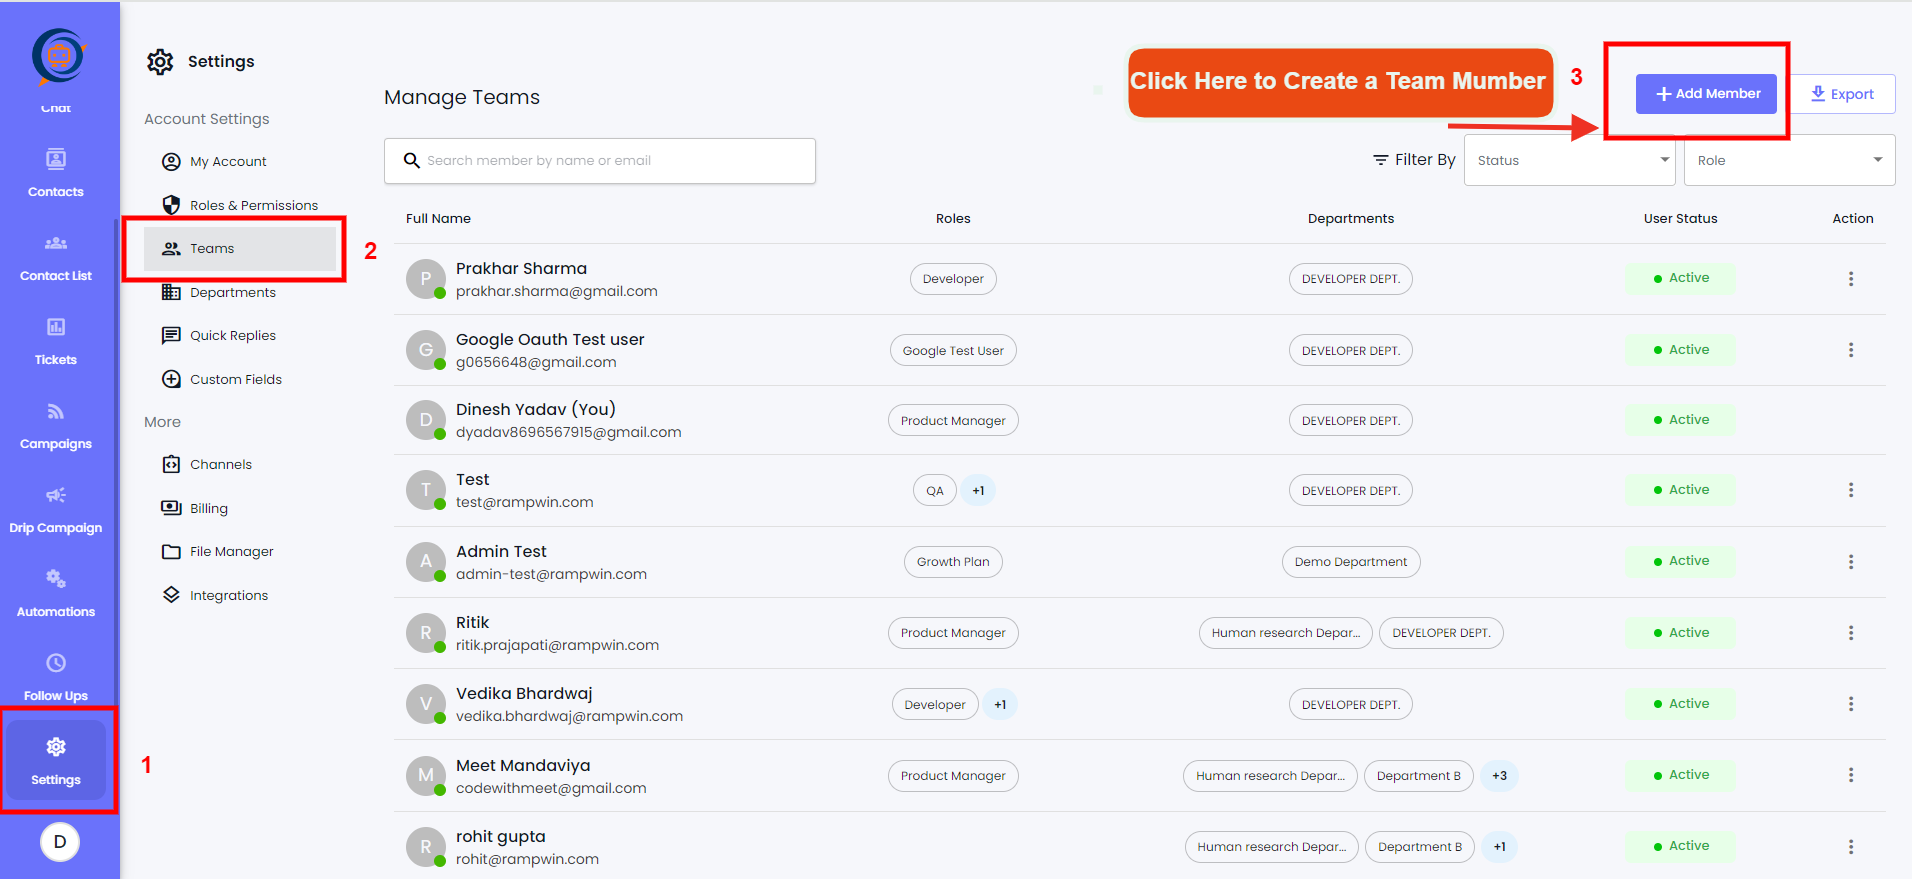 Chat
Contacts
Contact List
Tickets
Campaigns
Drip Campaign
Automations
Follow Ups
Settings
1
D
Settings
Account Settings
My Account
Roles & Permissions
Teams
2
Departments
Quick Replies
Custom Fields
More
Channels
Billing
File Manager
Integrations
Manage Teams
Click Here to Create a Team Mumber
3
+ Add Member
Export
Search member by name or email
Filter By
Status
Role
Full Name Roles Departments User Status Action
P Prakhar Sharma Developer DEVELOPER DEPT. Active
prakhar.sharma@gmail.com
G Google Oauth Test user Google Test User DEVELOPER DEPT. Active
g0656648@gmail.com
D Dinesh Yadav (You) Product Manager DEVELOPER DEPT. Active
dyadav8696567915@gmail.com
T Test QA +1 DEVELOPER DEPT. Active
test@rampwin.com
A Admin Test Growth Plan Demo Department Active
admin-test@rampwin.com
R Ritik Product Manager Human research Depar... DEVELOPER DEPT. Active
ritik.prajapati@rampwin.com
V Vedika Bhardwaj Developer +1 DEVELOPER DEPT. Active
vedika.bhardwaj@rampwin.com
M Meet Mandaviya Product Manager Human research Depar... Department B +3 Active
codewithmeet@gmail.com
R rohit gupta Human research Depar... Department B +1 Active
rohit@rampwin.com